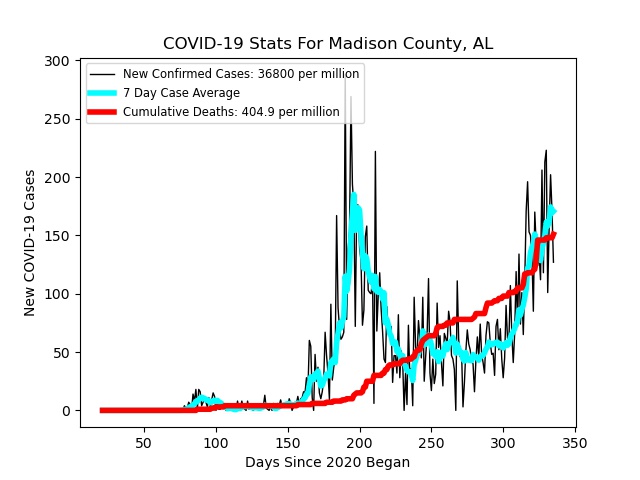 COVID-19 Stats For Madison County, AL
New Confirmed Cases: 36800 per million
7 Day Case Average
Cumulative Deaths: 404.9 per million
New COVID-19 Cases
300
250
200
150
100
50
0
50 100 150 200 250 300 350
Days Since 2020 Began